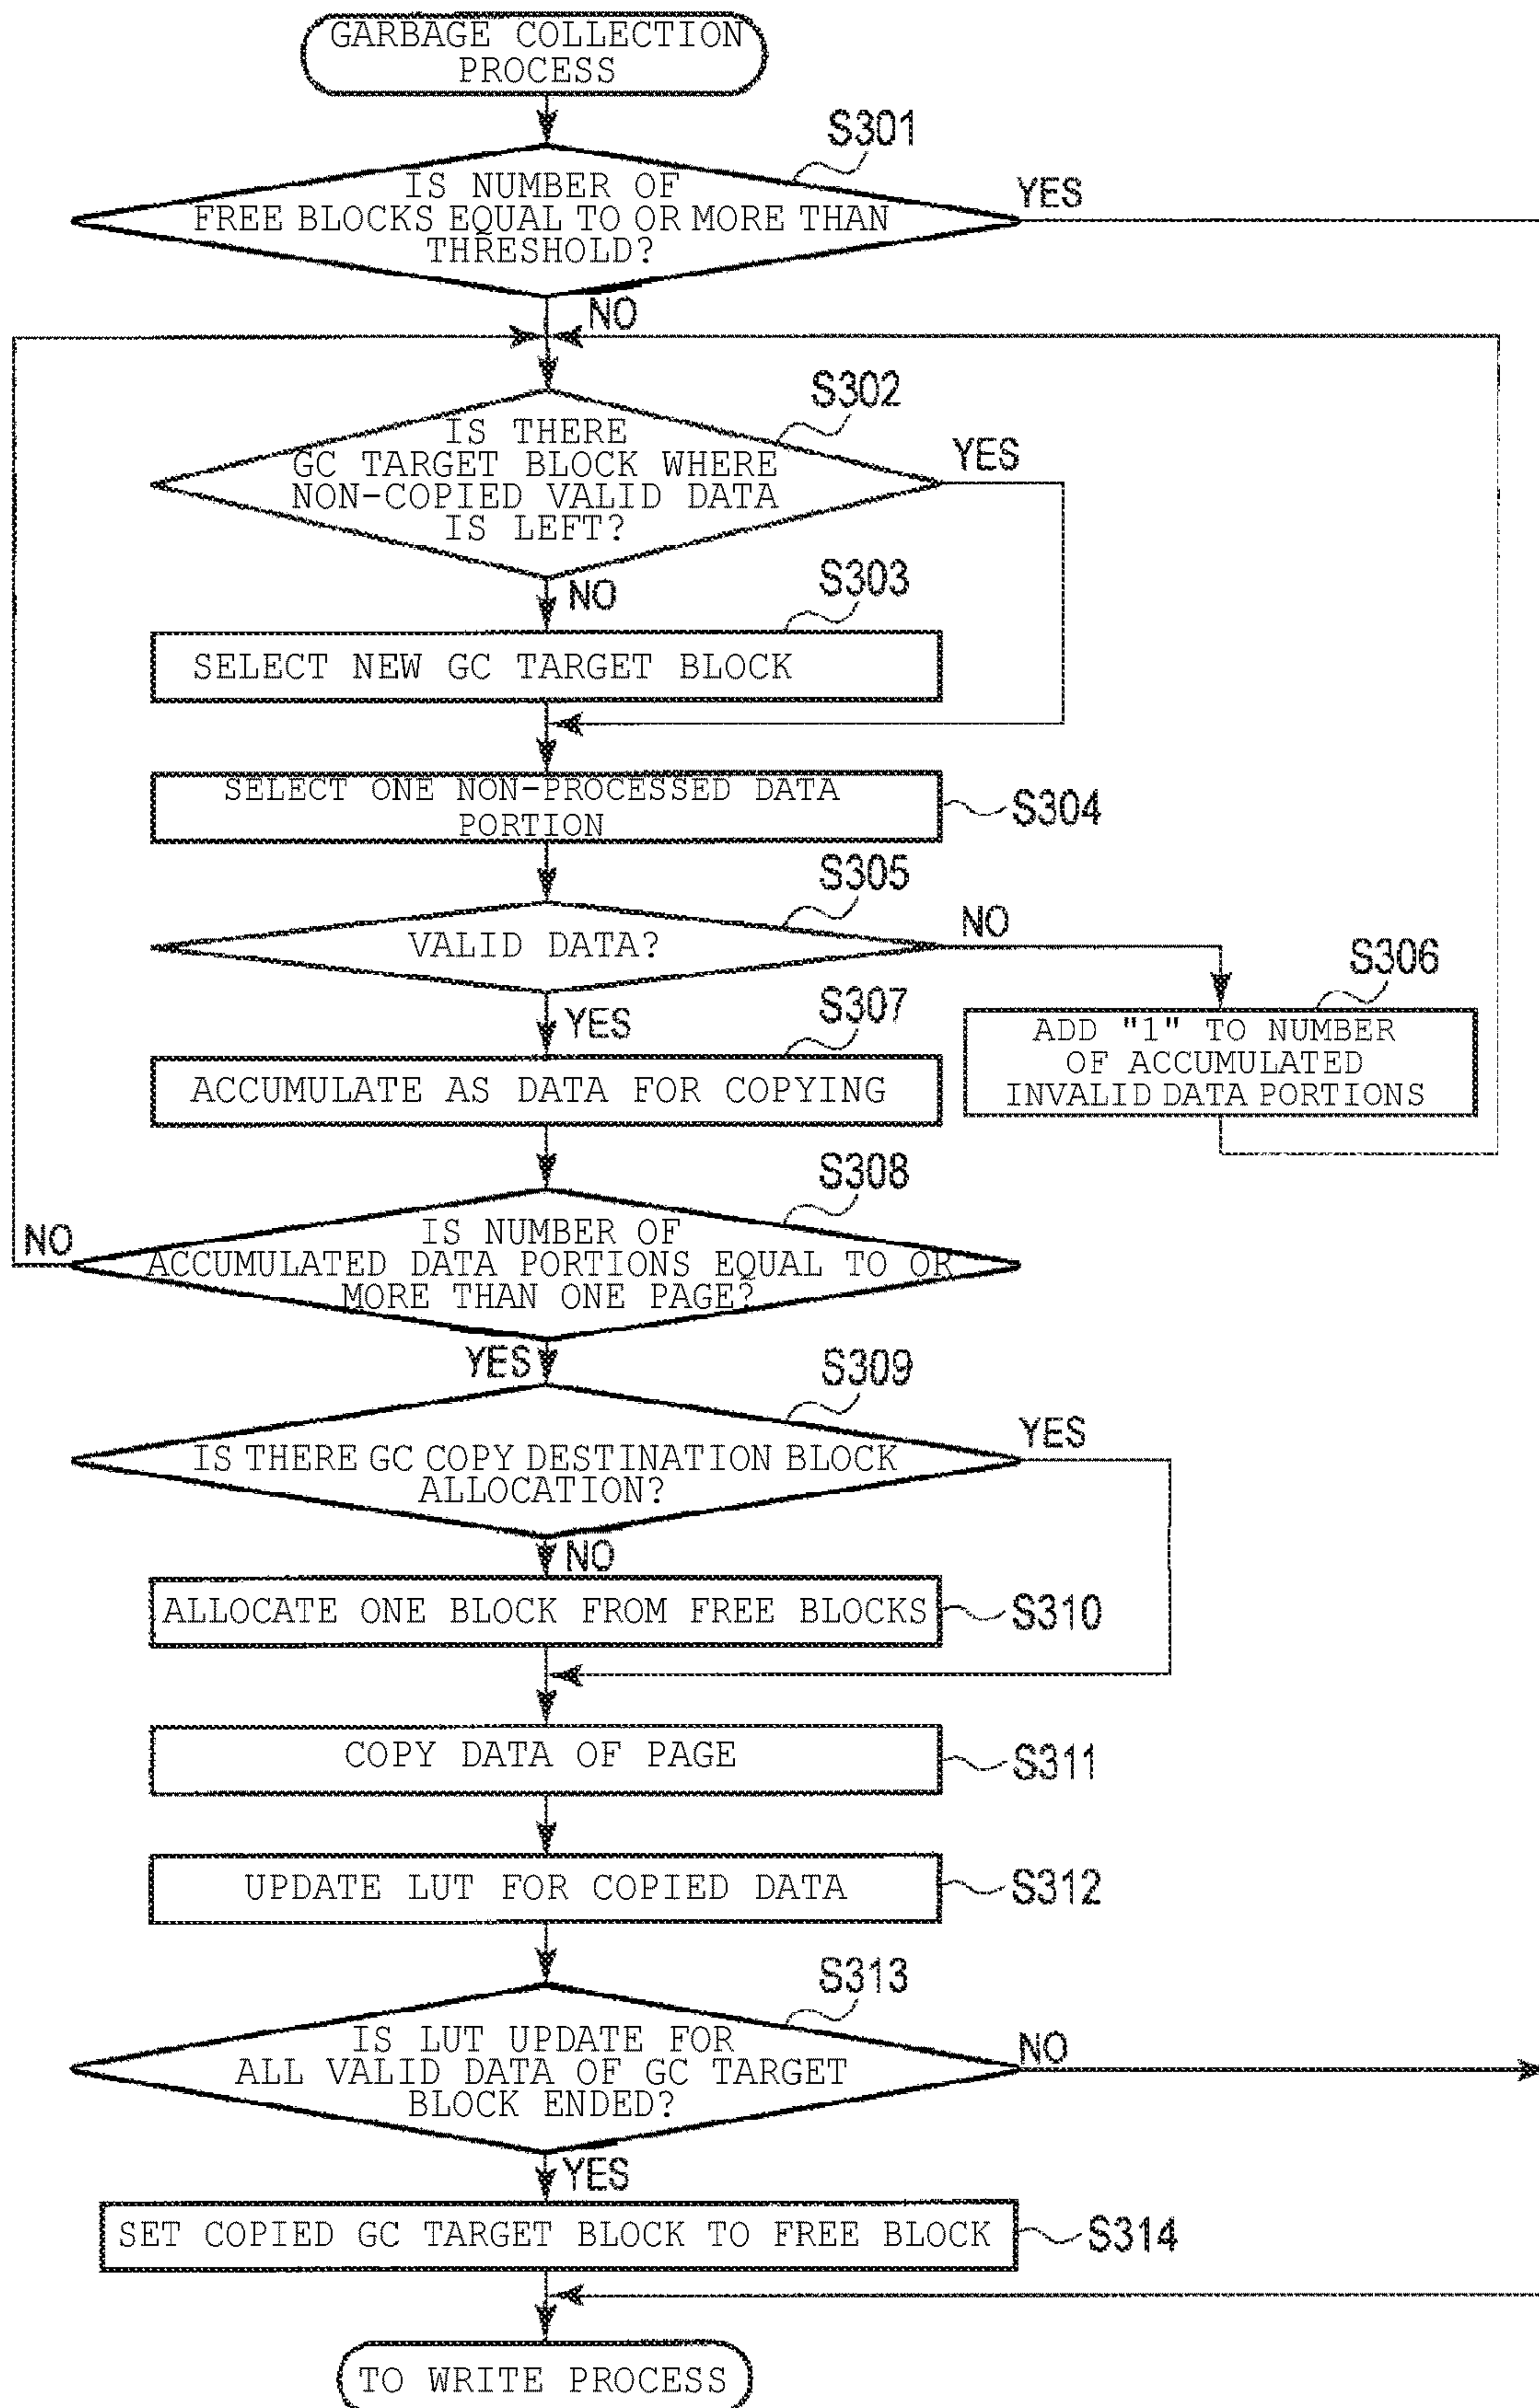 GARBAGE COLLECTION
PROCESS
S301
IS NUMBER OF
FREE BLOCKS EQUAL TO OR MORE THAN
THRESHOLD?
YES
NO
S302
IS THERE
GC TARGET BLOCK WHERE
NON-COPIED VALID DATA
IS LEFT?
YES
NO
S303
SELECT NEW GC TARGET BLOCK
SELECT ONE NON-PROCESSED DATA
PORTION
S304
S305
VALID DATA?
NO
S306
ADD "1" TO NUMBER
OF ACCUMULATED
INVALID DATA PORTIONS
YES
S307
ACCUMULATE AS DATA FOR COPYING
S308
IS NUMBER OF
ACCUMULATED DATA PORTIONS EQUAL TO OR
MORE THAN ONE PAGE?
NO
YES
S309
IS THERE GC COPY DESTINATION BLOCK
ALLOCATION?
YES
NO
ALLOCATE ONE BLOCK FROM FREE BLOCKS
S310
COPY DATA OF PAGE
S311
UPDATE LUT FOR COPIED DATA
S312
S313
IS LUT UPDATE FOR
ALL VALID DATA OF GC TARGET
BLOCK ENDED?
NO
YES
SET COPIED GC TARGET BLOCK TO FREE BLOCK
S314
TO WRITE PROCESS